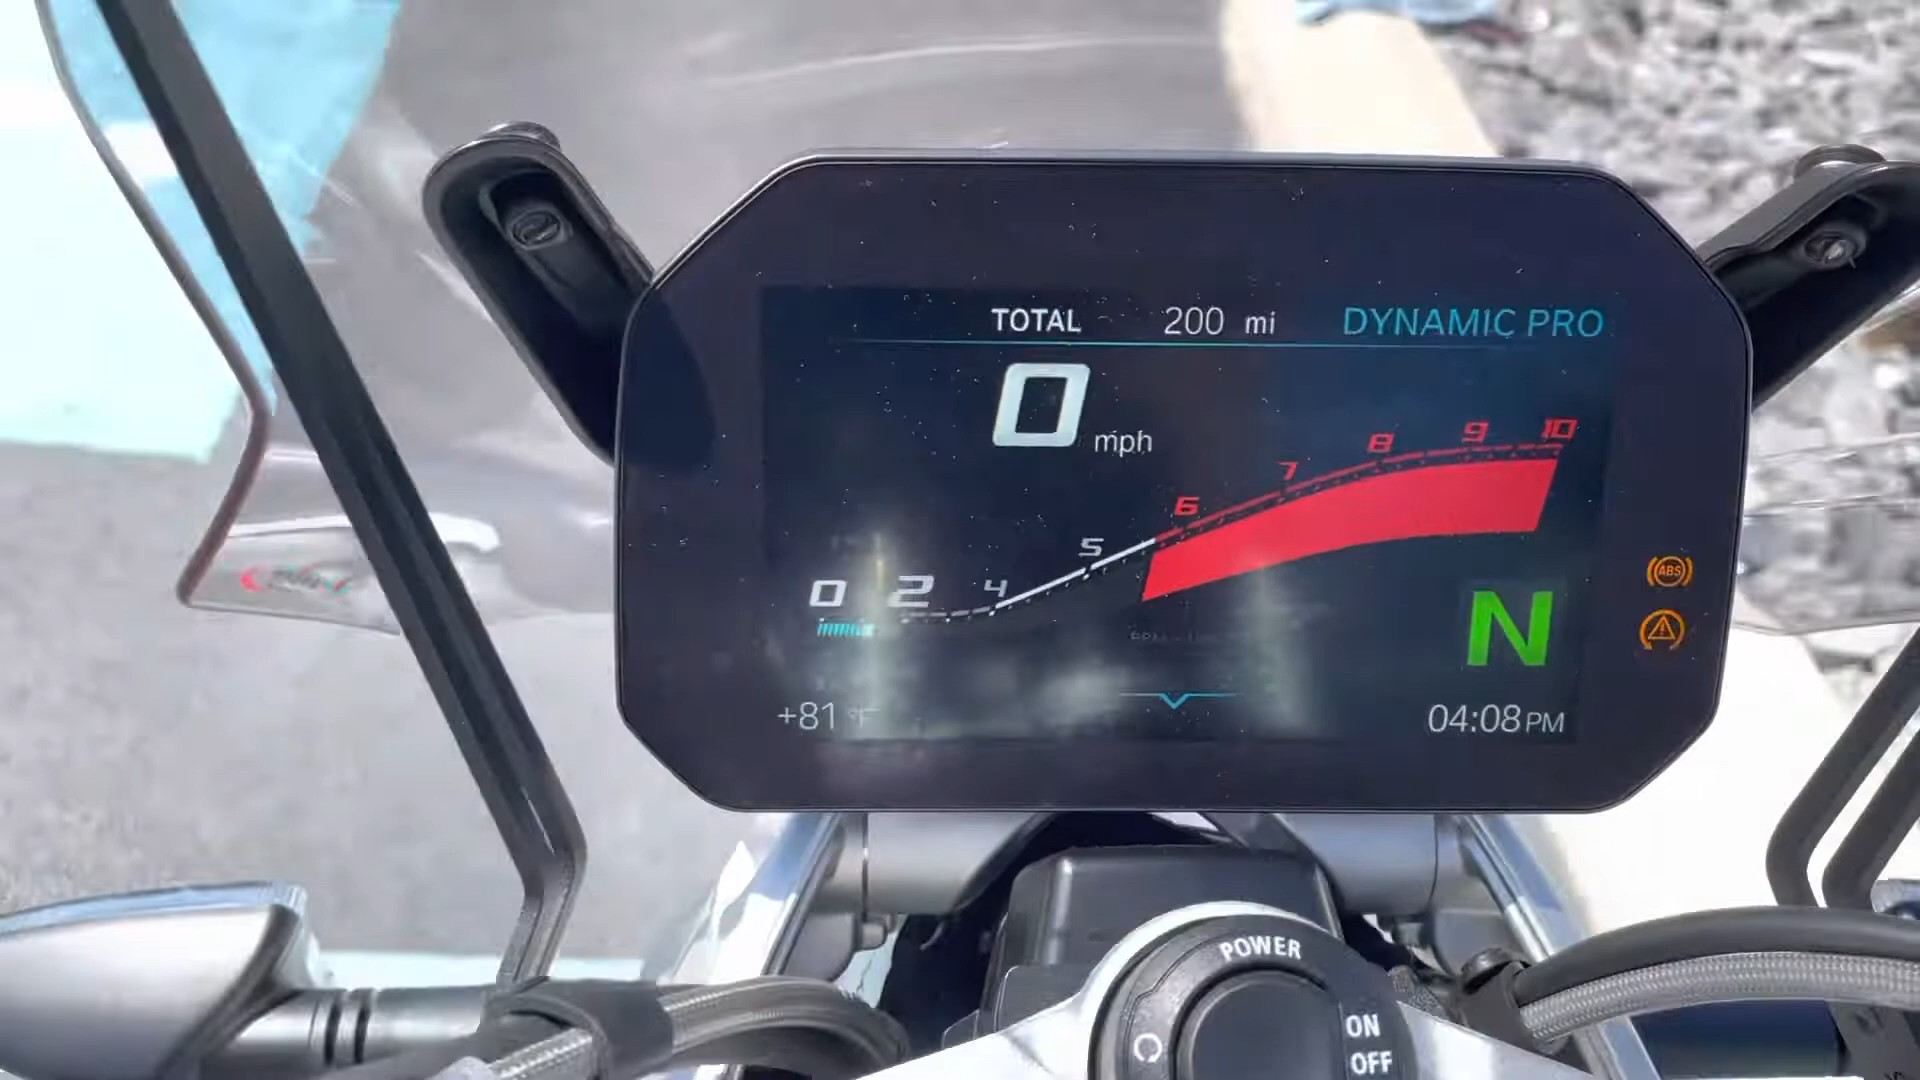 TOTAL 200 mi DYNAMIC PRO
0 mph
0 2 4 5 6 7 8 9 10
N
ABS
+81 °F
04:08 PM
POWER
ON
OFF